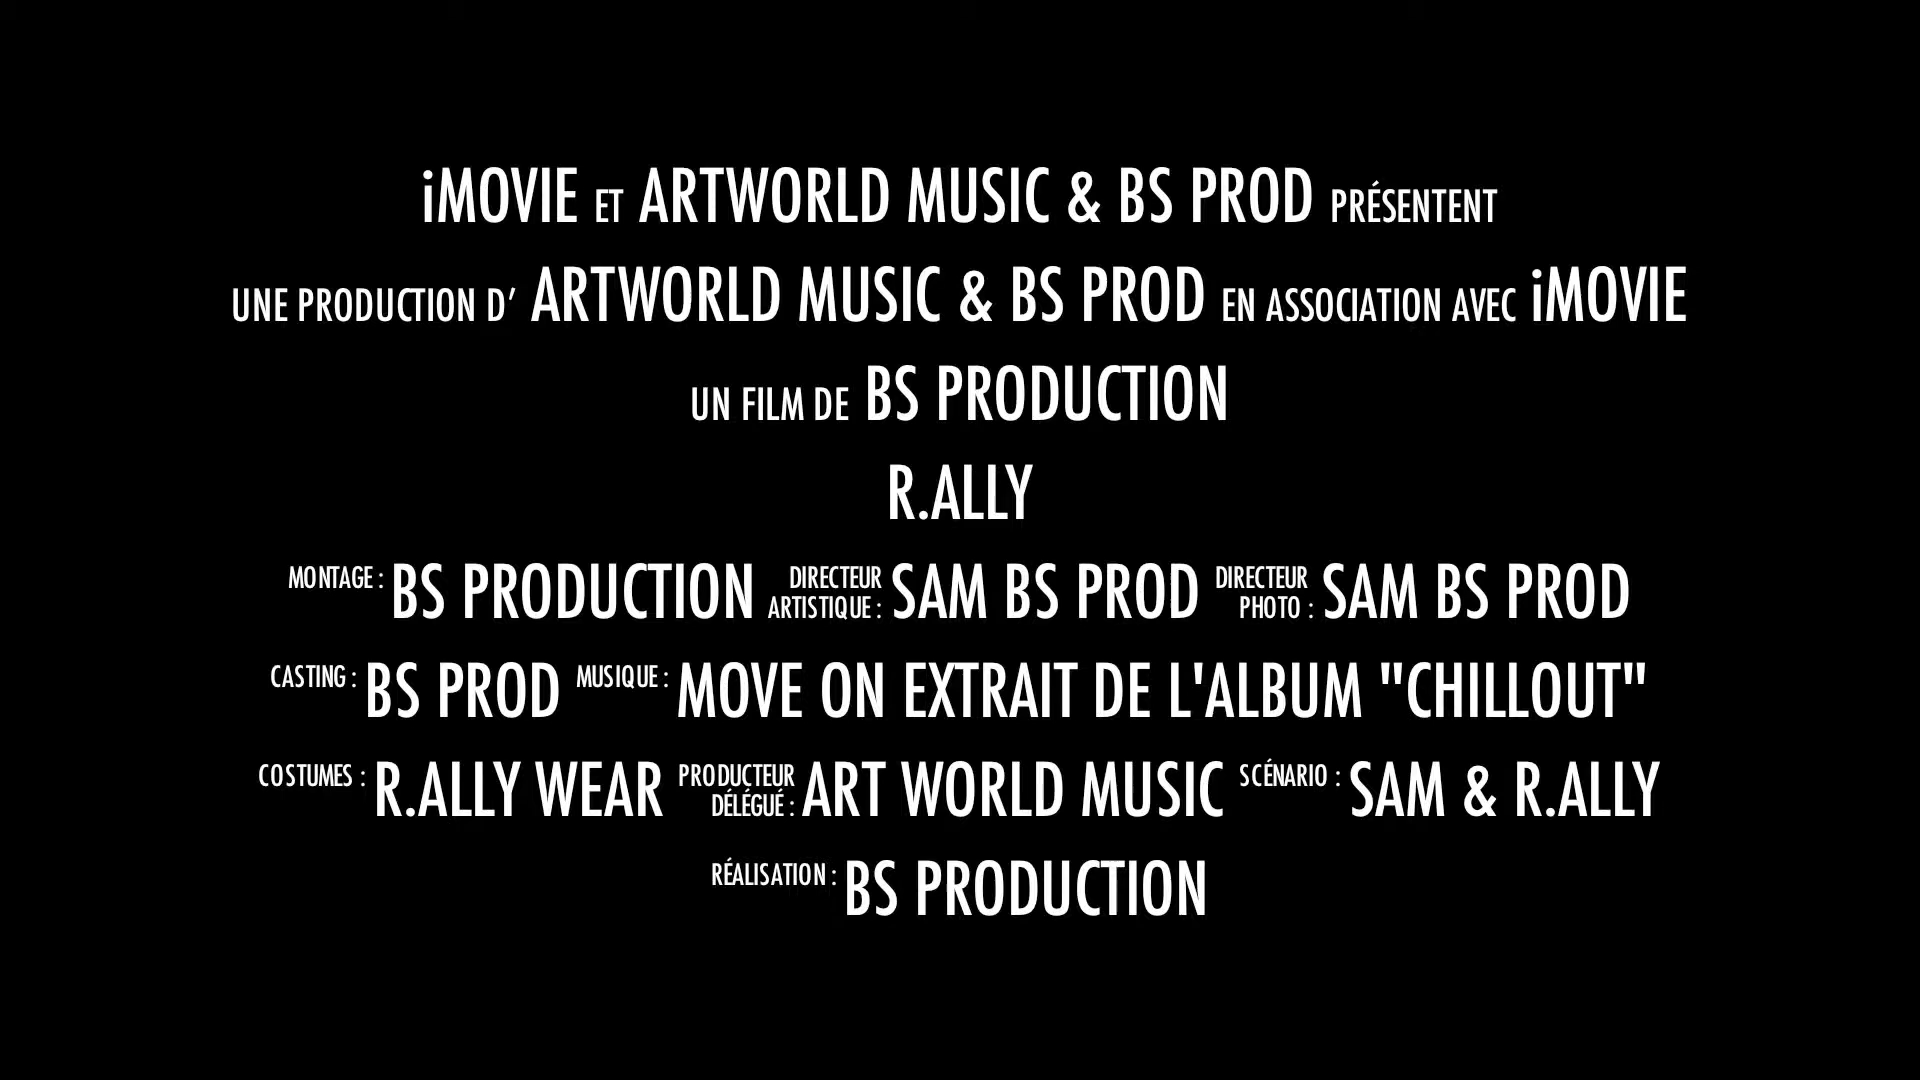 iMOVIE ET ARTWORLD MUSIC & BS PROD PRÉSENTENT
UNE PRODUCTION D’ ARTWORLD MUSIC & BS PROD EN ASSOCIATION AVEC iMOVIE
UN FILM DE BS PRODUCTION
R.ALLY
MONTAGE : BS PRODUCTION DIRECTEUR ARTISTIQUE : SAM BS PROD DIRECTEUR PHOTO : SAM BS PROD
CASTING : BS PROD MUSIQUE : MOVE ON EXTRAIT DE L'ALBUM "CHILLOUT"
COSTUMES : R.ALLY WEAR PRODUCTEUR DÉLÉGUÉ : ART WORLD MUSIC SCÉNARIO : SAM & R.ALLY
RÉALISATION : BS PRODUCTION